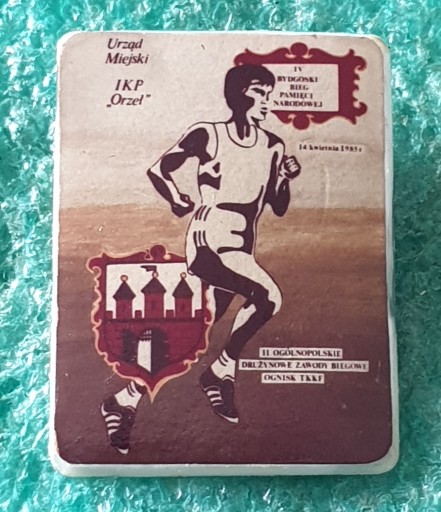 Urząd
Miejski
IKP
„Orzeł”
IV
BYDGOSKI
BIEG
PAMIĘCI
NARODOWEJ
14 kwietnia 1985 r
II OGÓLNOPOLSKIE
DRUŻYNOWE ZAWODY BIEGOWE
OGNISK TKKF